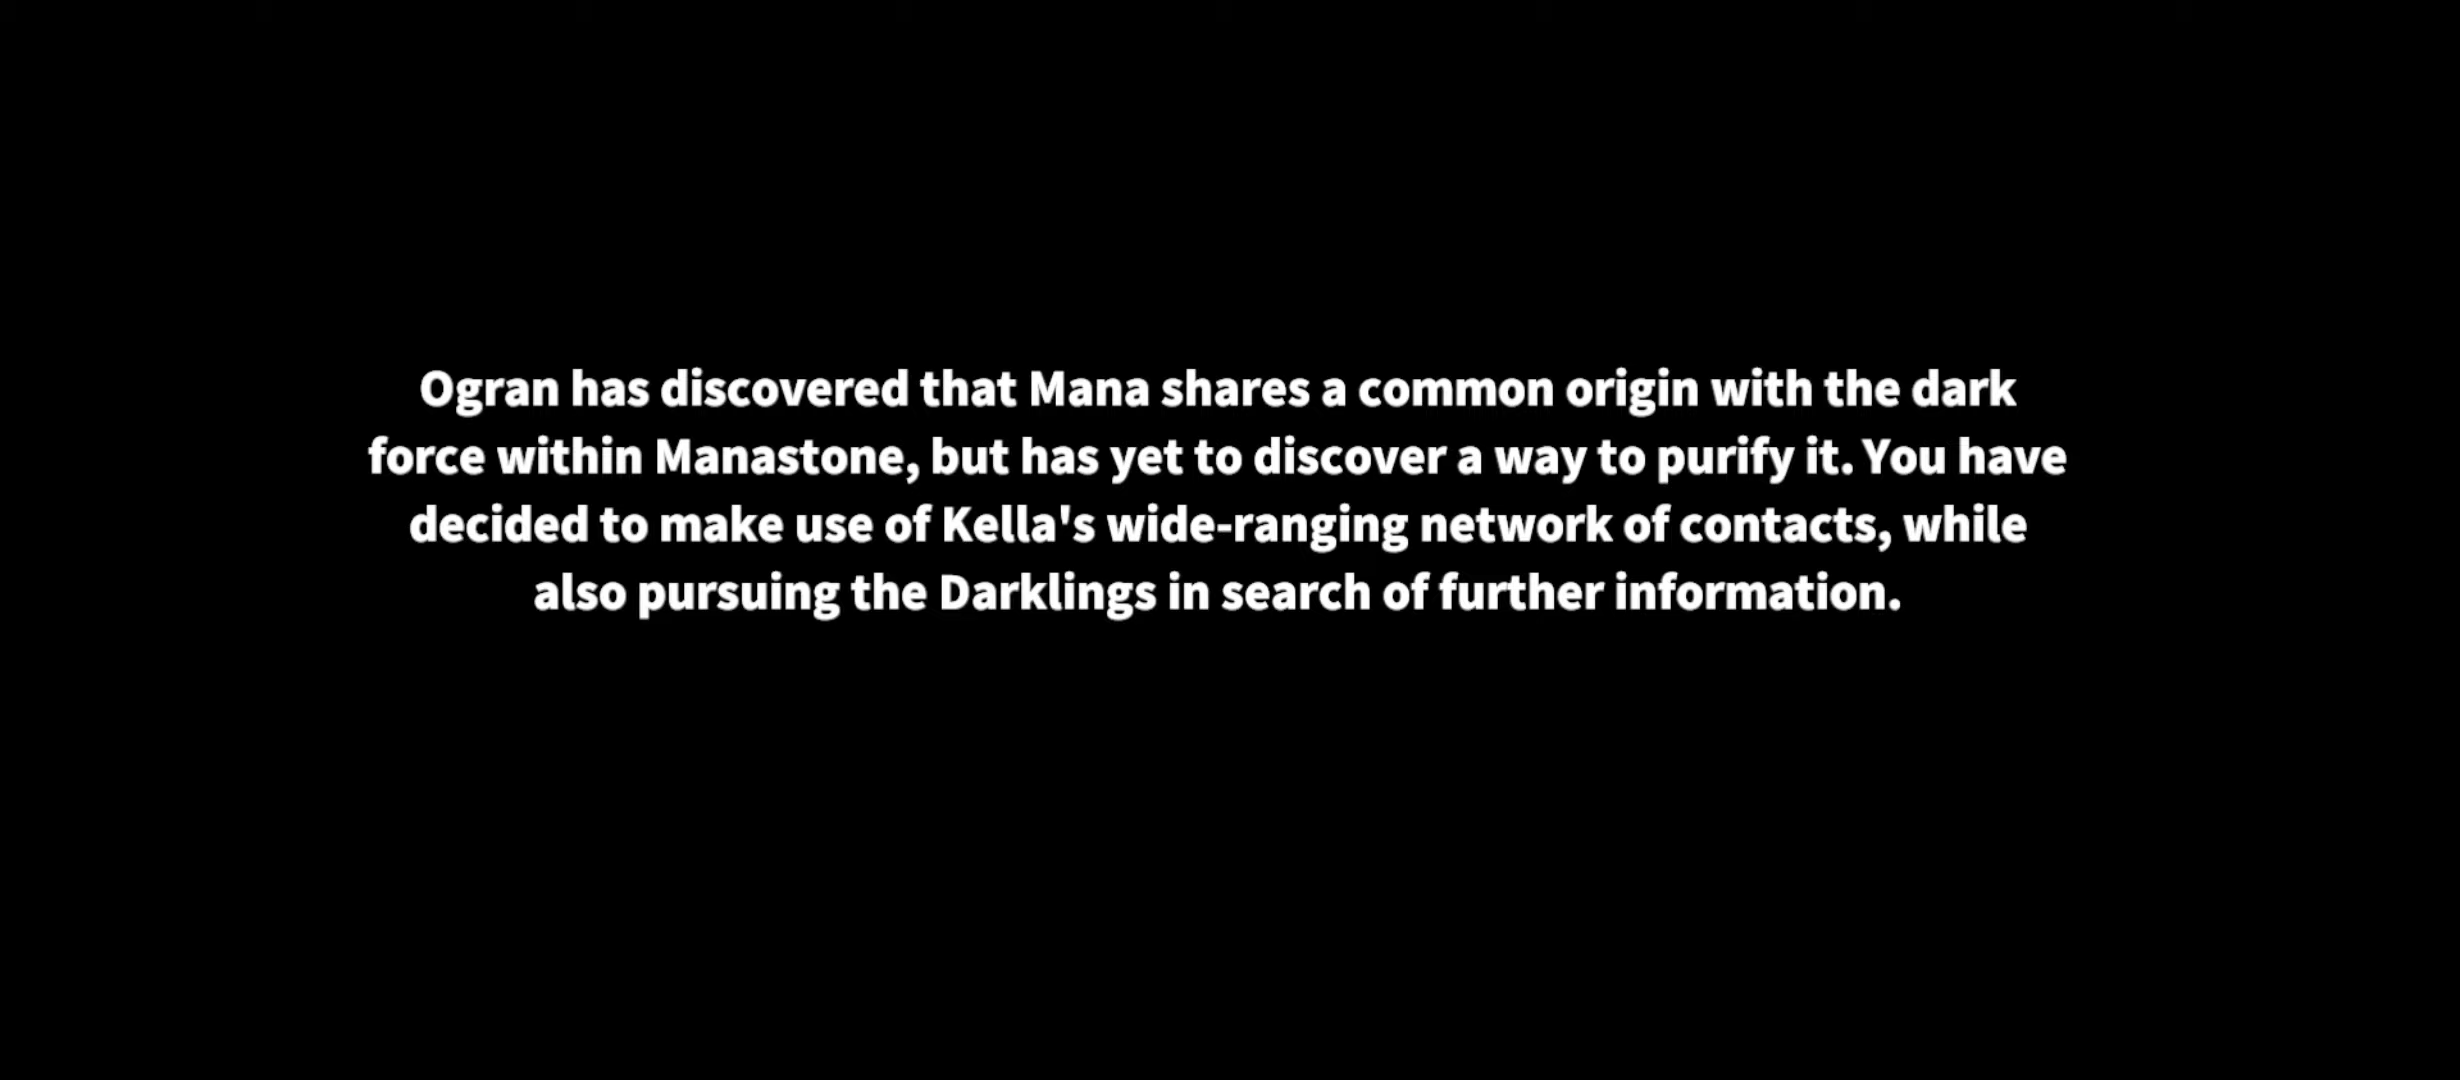 Ogran has discovered that Mana shares a common origin with the dark
force within Manastone, but has yet to discover a way to purify it. You have
decided to make use of Kella's wide-ranging network of contacts, while
also pursuing the Darklings in search of further information.